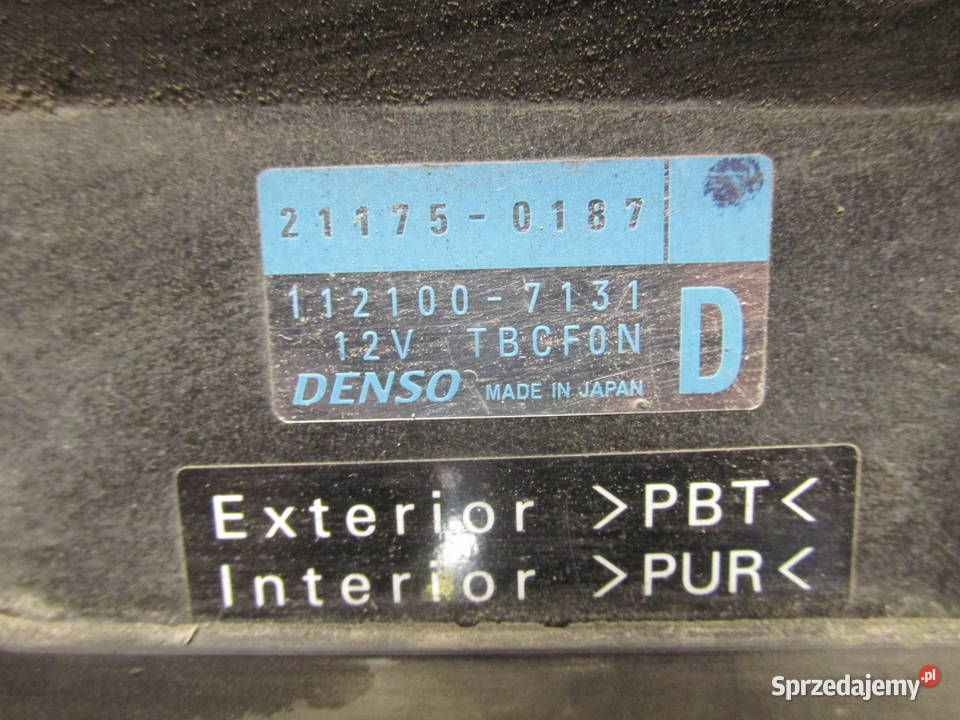 21175-0187
112100-7131
12V TBCF0N
D
DENSO MADE IN JAPAN
Exterior >PBT<
Interior >PUR<
Sprzedajemy.pl